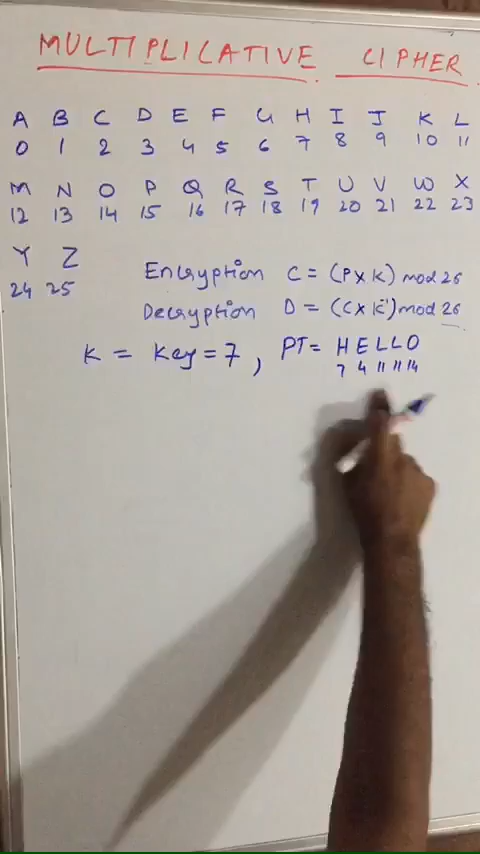 MULTIPLICATIVE CIPHER
A B C D E F G H I J K L
0 1 2 3 4 5 6 7 8 9 10 11
M N O P Q R S T U V W X
12 13 14 15 16 17 18 19 20 21 22 23
Y Z
24 25
Encryption C = (P x K) mod 26
Decryption D = (C x K⁻¹) mod 26
K = Key = 7, PT = HELLO
7 4 11 11 14